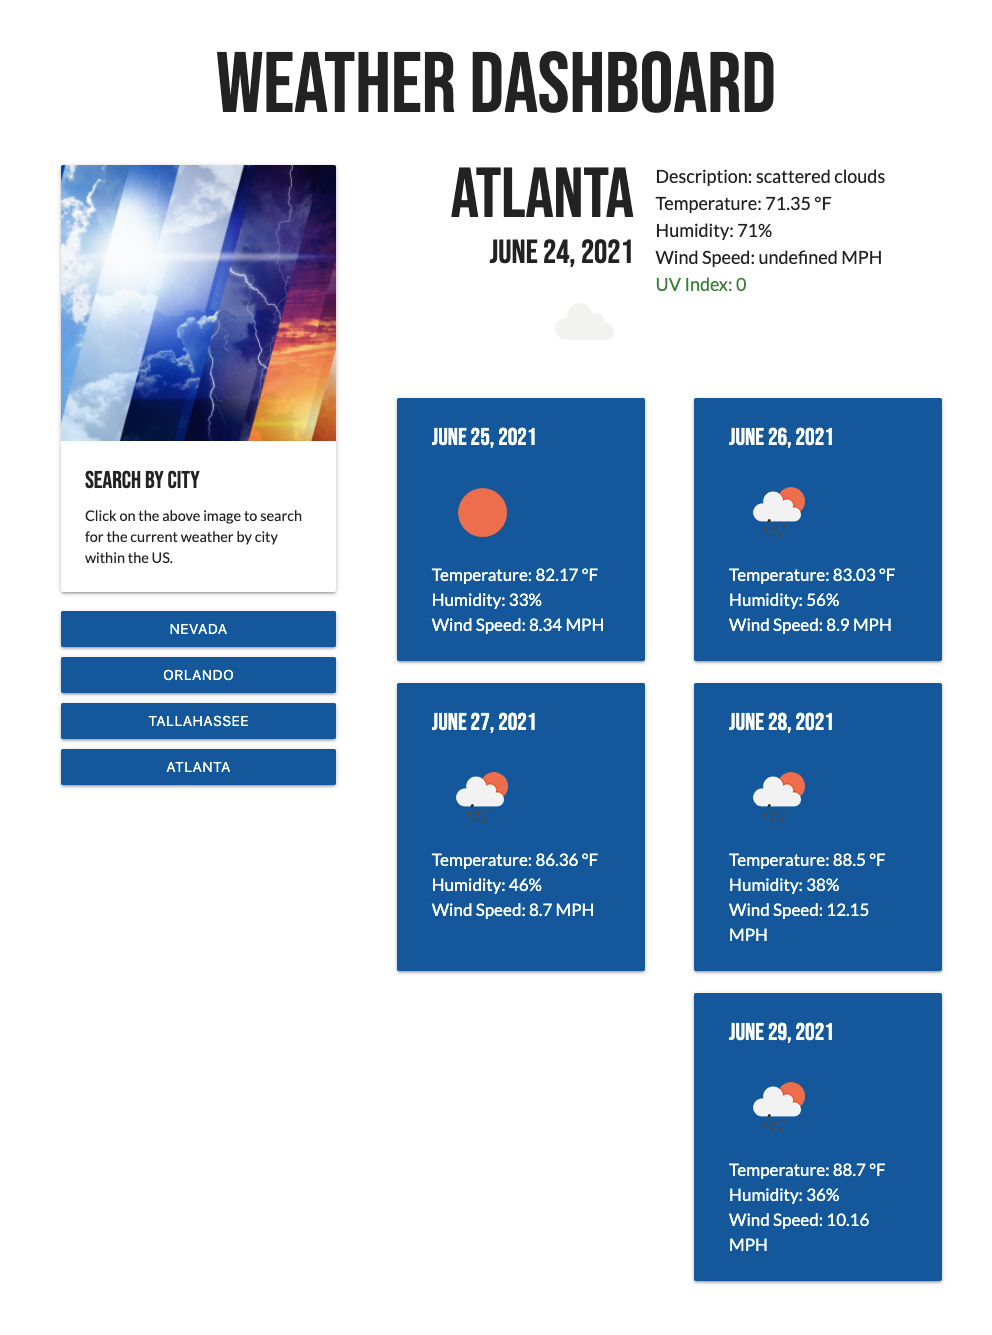 WEATHER DASHBOARD
ATLANTA
JUNE 24, 2021
Description: scattered clouds
Temperature: 71.35 °F
Humidity: 71%
Wind Speed: undefined MPH
UV Index: 0
SEARCH BY CITY
Click on the above image to search
for the current weather by city
within the US.
NEVADA
ORLANDO
TALLAHASSEE
ATLANTA
JUNE 25, 2021
Temperature: 82.17 °F
Humidity: 33%
Wind Speed: 8.34 MPH
JUNE 26, 2021
Temperature: 83.03 °F
Humidity: 56%
Wind Speed: 8.9 MPH
JUNE 27, 2021
Temperature: 86.36 °F
Humidity: 46%
Wind Speed: 8.7 MPH
JUNE 28, 2021
Temperature: 88.5 °F
Humidity: 38%
Wind Speed: 12.15
MPH
JUNE 29, 2021
Temperature: 88.7 °F
Humidity: 36%
Wind Speed: 10.16
MPH